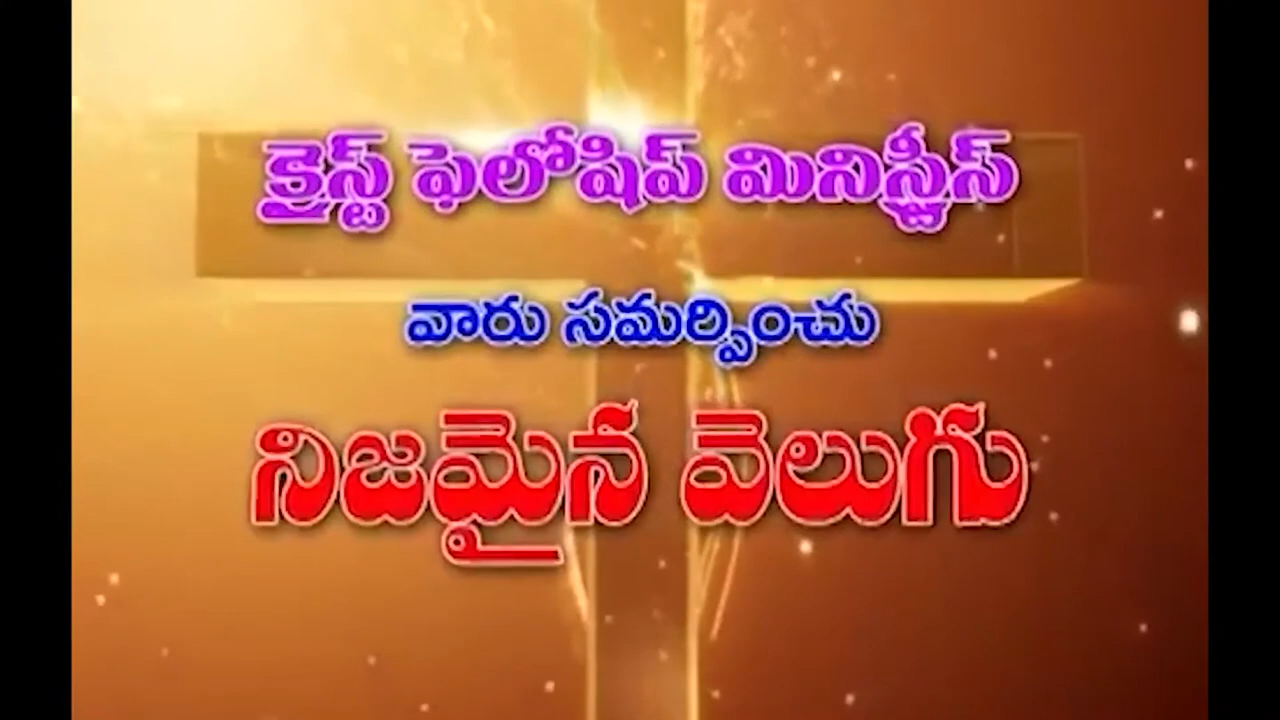 క్రైస్ట్ ఫెలోషిప్ మినిస్ట్రీస్
వారు సమర్పించు
నిజమైన వెలుగు